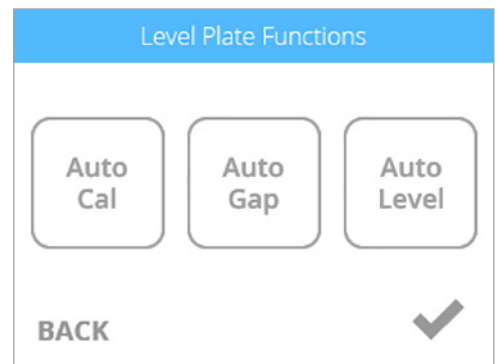 Level Plate Functions
Auto
Cal
Auto
Gap
Auto
Level
BACK